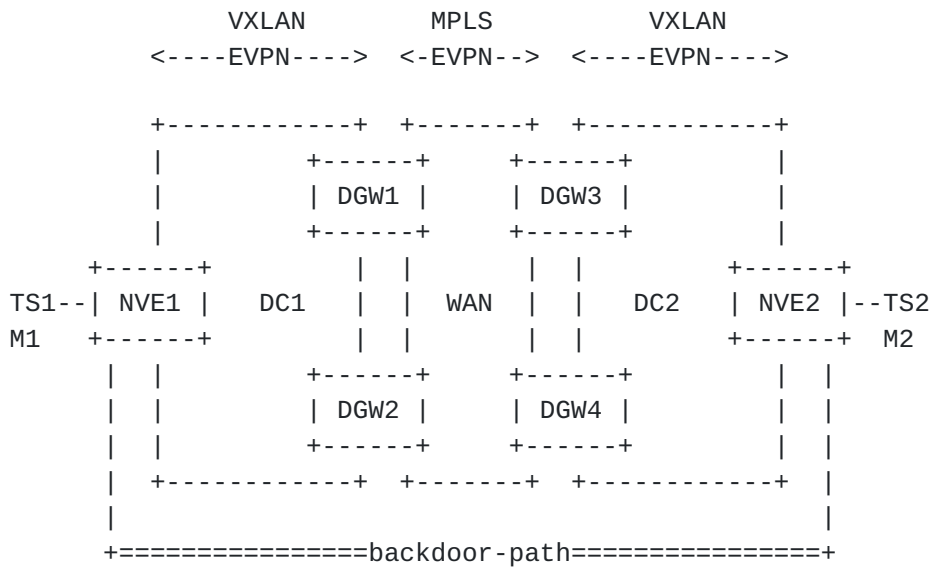 VXLAN MPLS VXLAN
<----EVPN----> <-EVPN--> <----EVPN---->
DGW1 DGW3
TS1-- NVE1 DC1 WAN DC2 NVE2 --TS2
M1 M2
DGW2 DGW4
backdoor-path